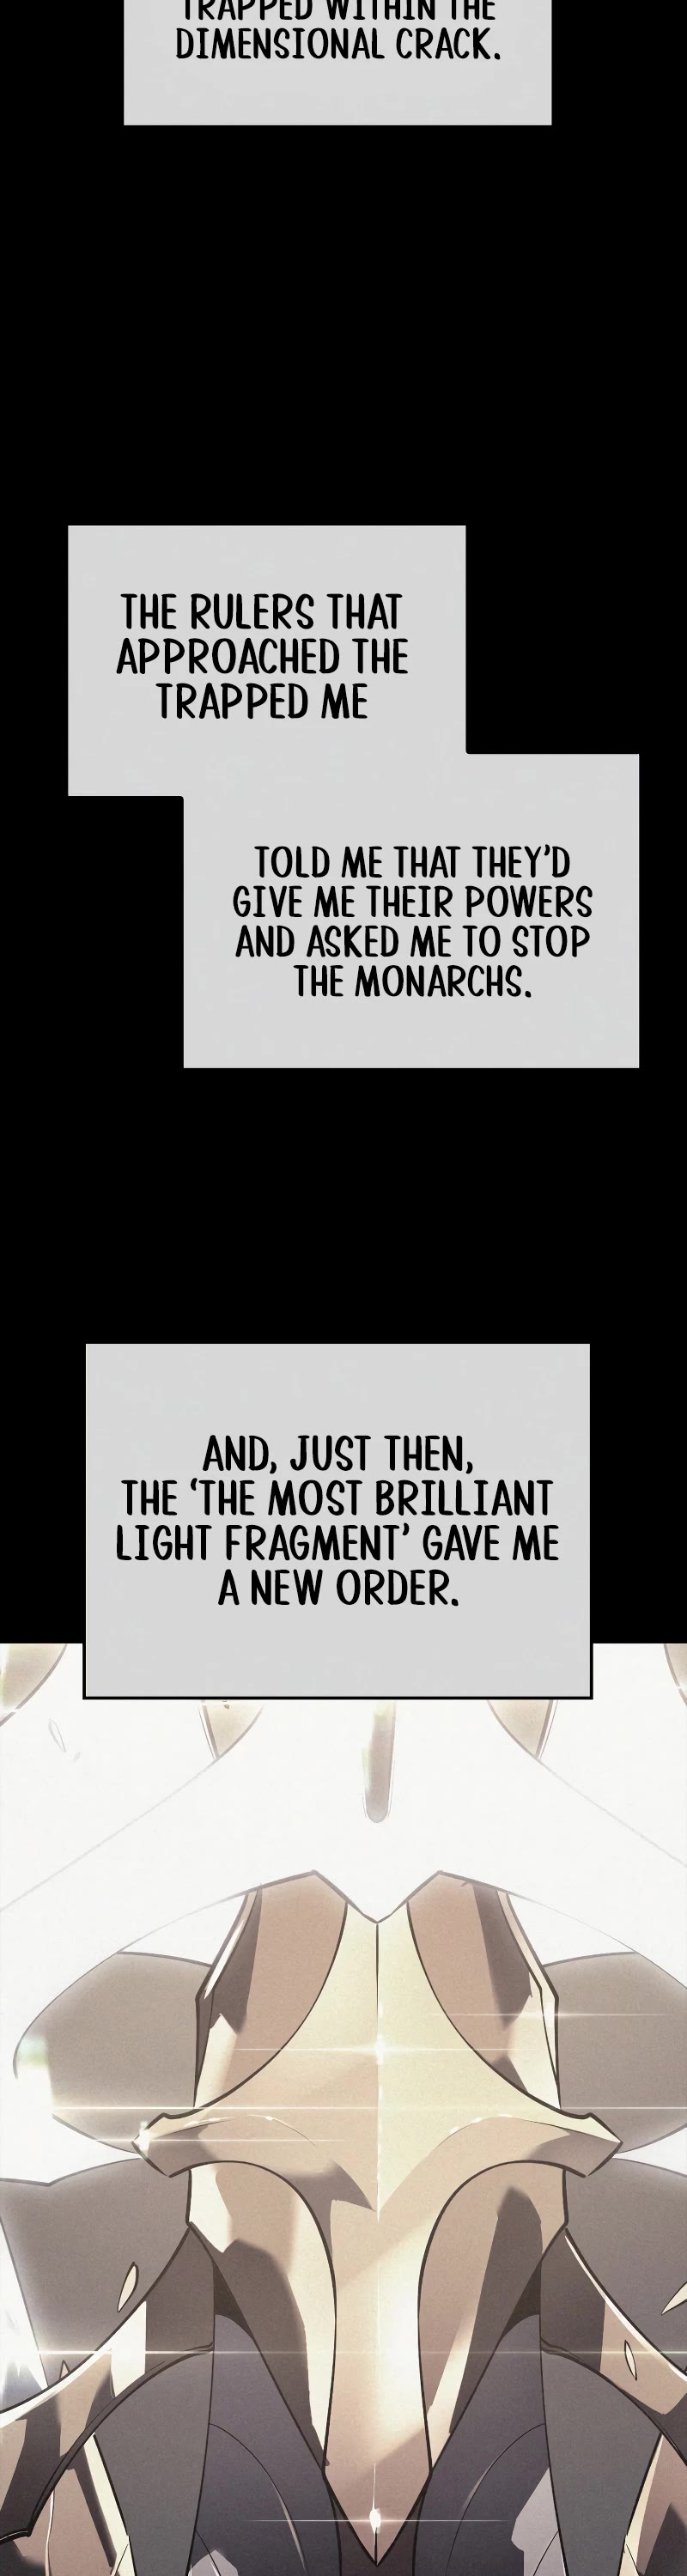 TRAPPED WITHIN THE
DIMENSIONAL CRACK.
THE RULERS THAT
APPROACHED THE
TRAPPED ME
TOLD ME THAT THEY'D
GIVE ME THEIR POWERS
AND ASKED ME TO STOP
THE MONARCHS.
AND, JUST THEN,
THE 'THE MOST BRILLIANT
LIGHT FRAGMENT' GAVE ME
A NEW ORDER.